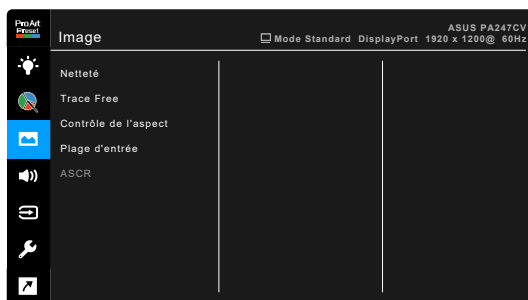 ProArt
Preset
Image
ASUS PA247CV
Mode Standard DisplayPort 1920 x 1200@ 60Hz
Netteté
Trace Free
Contrôle de l'aspect
Plage d'entrée
ASCR